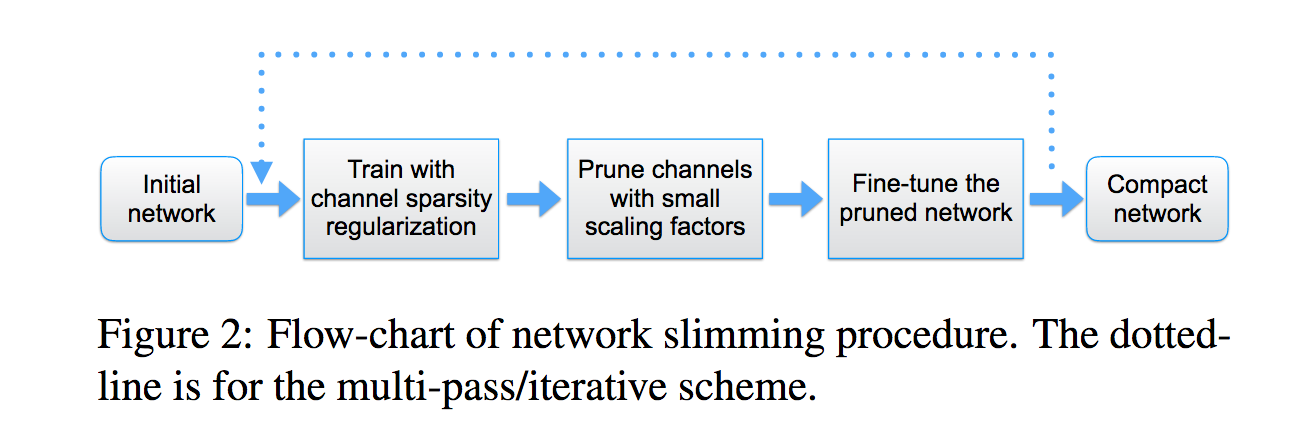 Initial
network
Train with
channel sparsity
regularization
Prune channels
with small
scaling factors
Fine-tune the
pruned network
Compact
network
Figure 2: Flow-chart of network slimming procedure. The dotted-
line is for the multi-pass/iterative scheme.